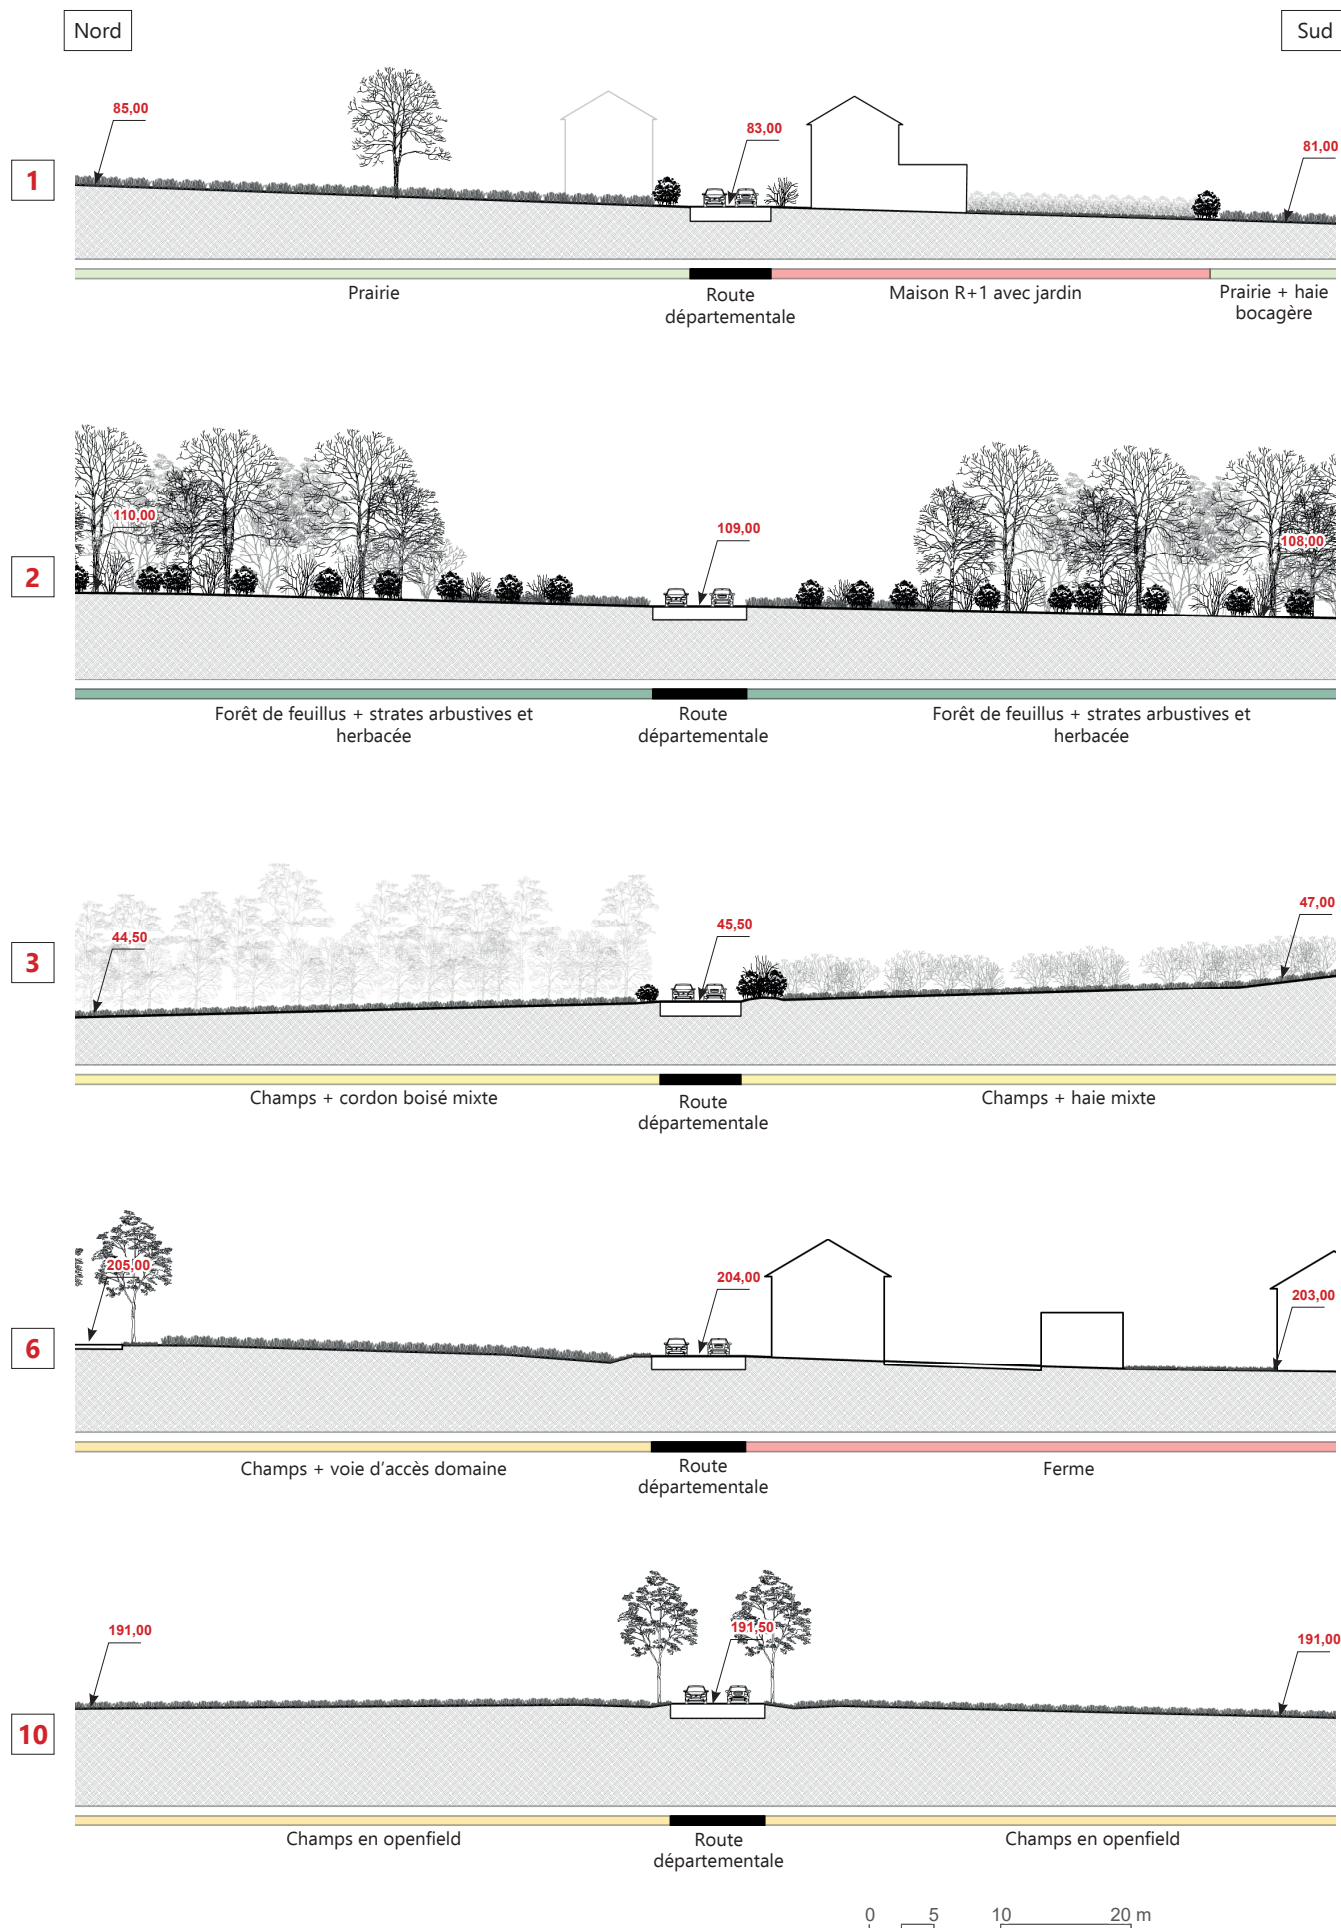 Nord
Sud
85,00
83,00
81,00
1
Prairie
Route
départementale
Maison R+1 avec jardin
Prairie + haie
bocagère
110,00
109,00
108,00
2
Forêt de feuillus + strates arbustives et
herbacée
Route
départementale
Forêt de feuillus + strates arbustives et
herbacée
44,50
45,50
47,00
3
Champs + cordon boisé mixte
Route
départementale
Champs + haie mixte
205,00
204,00
203,00
6
Champs + voie d'accès domaine
Route
départementale
Ferme
191,00
191,50
191,00
10
Champs en openfield
Route
départementale
Champs en openfield
0 5 10 20 m